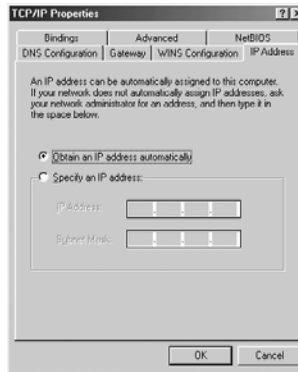 TCP/IP Properties
Bindings Advanced NetBIOS
DNS Configuration Gateway WINS Configuration IP Address
An IP address can be automatically assigned to this computer.
If your network does not automatically assign IP addresses, ask
your network administrator for an address, and then type it in
the space below.
Obtain an IP address automatically
Specify an IP address:
IP Address:
Subnet Mask:
OK Cancel